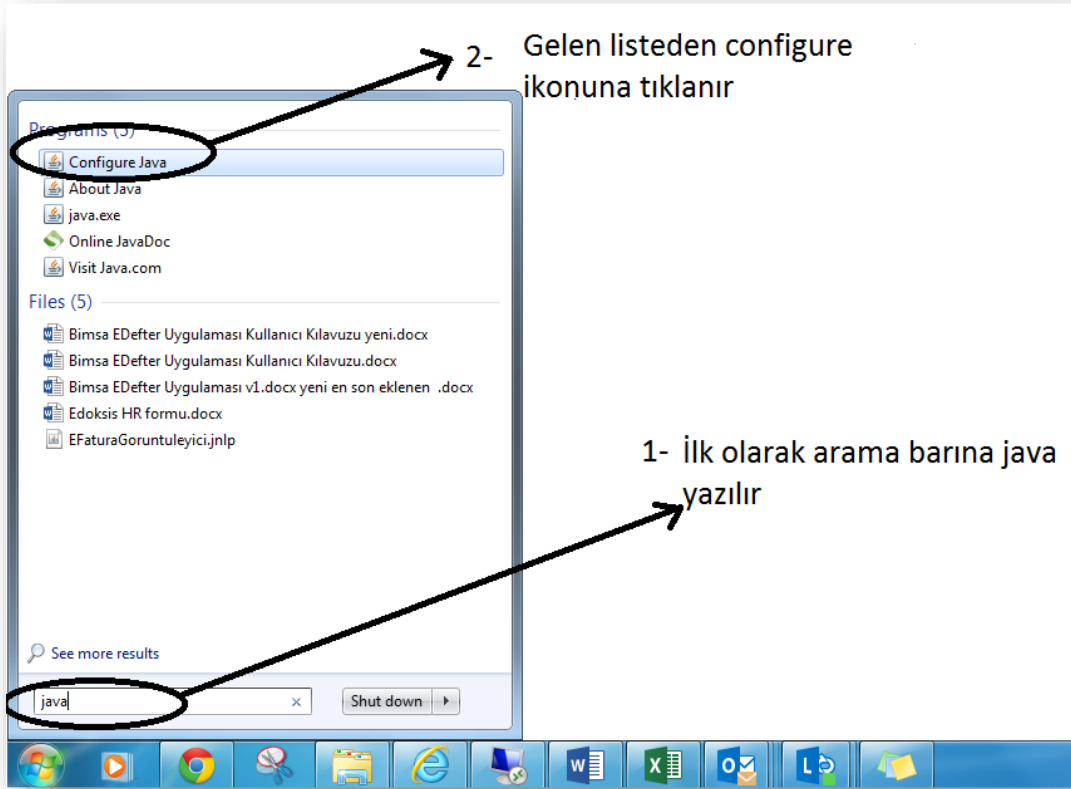 2- Gelen listeden configure
ikonuna tıklanır
Programs (5)
Configure Java
About Java
java.exe
Online JavaDoc
Visit Java.com
Files (5)
Bimsa EDefter Uygulaması Kullanıcı Kılavuzu yeni.docx
Bimsa EDefter Uygulaması Kullanıcı Kılavuzu.docx
Bimsa EDefter Uygulaması v1.docx yeni en son eklenen .docx
Edoksis HR formu.docx
EFaturaGoruntuleyici.jnlp
1- İlk olarak arama barına java
yazılır
See more results
java
Shut down